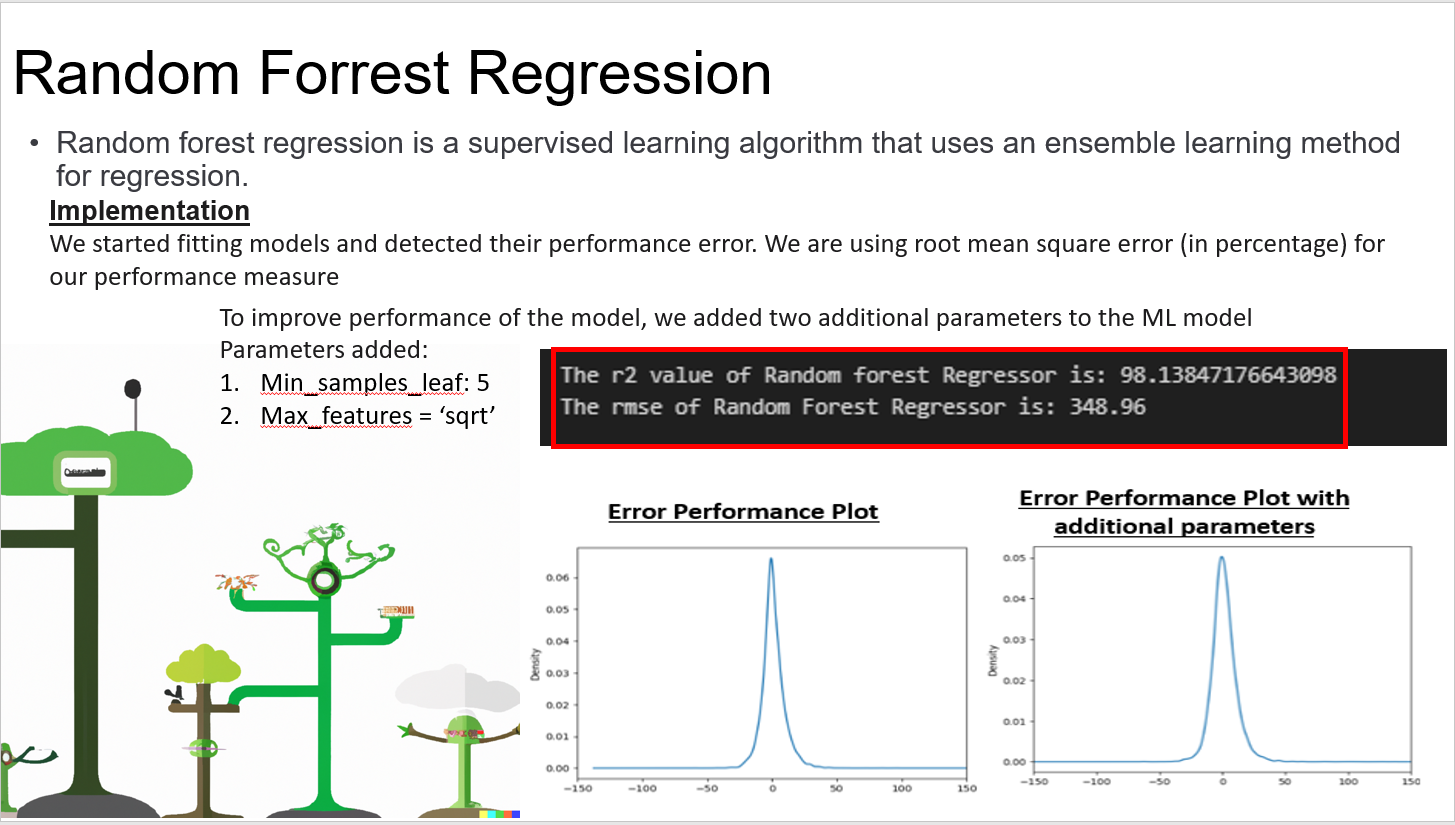 Random Forrest Regression
• Random forest regression is a supervised learning algorithm that uses an ensemble learning method
for regression.
Implementation
We started fitting models and detected their performance error. We are using root mean square error (in percentage) for
our performance measure
To improve performance of the model, we added two additional parameters to the ML model
Parameters added:
1. Min_samples_leaf: 5
2. Max_features = ‘sqrt’
The r2 value of Random forest Regressor is: 98.13847176643098
The rmse of Random Forest Regressor is: 348.96
Error Performance Plot
0.06
0.05
0.04
0.03
0.02
0.01
0.00
Density
−150 −100 −50 0 50 100 150
Error Performance Plot with
additional parameters
0.05
0.04
0.03
0.02
0.01
0.00
Density
−150 −100 −50 0 50 100 150